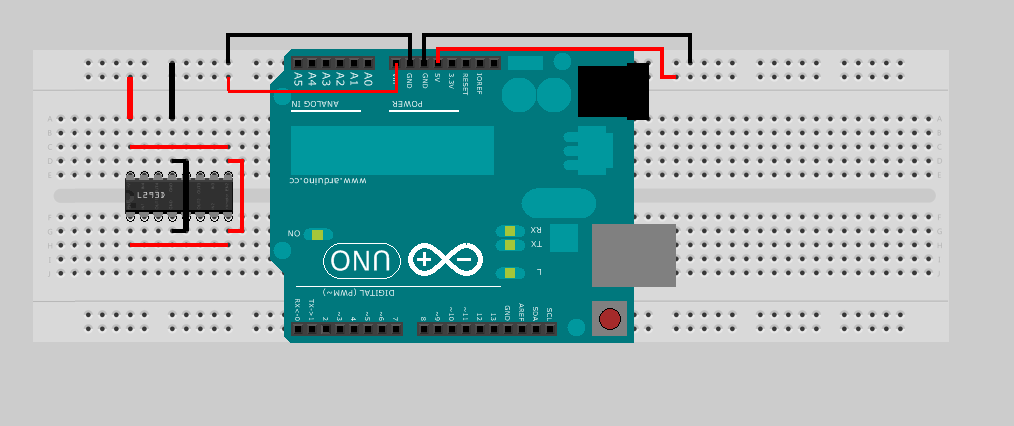 A5 A4 A3 A2 A1 A0
GND GND 5V 3.3V RESET IOREF
ANALOG IN POWER
A A
B B
C C
D D
E E
www.arduino.cc
L293
F F
G G
H H
I I
J J
ON
RX
TX
L
UNO
DIGITAL (PWM~)
RX<-0 TX->1 2 ~3 4 ~5 ~6 7 8 ~9 ~10 ~11 12 13 GND AREF SDA SCL